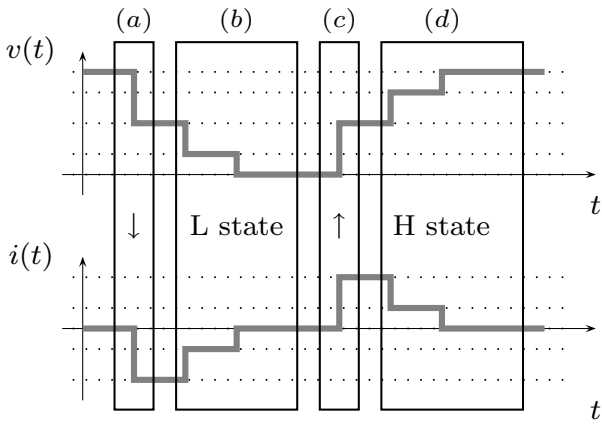 (a) (b) (c) (d)
v(t)
t
↓ L state ↑ H state
i(t)
t